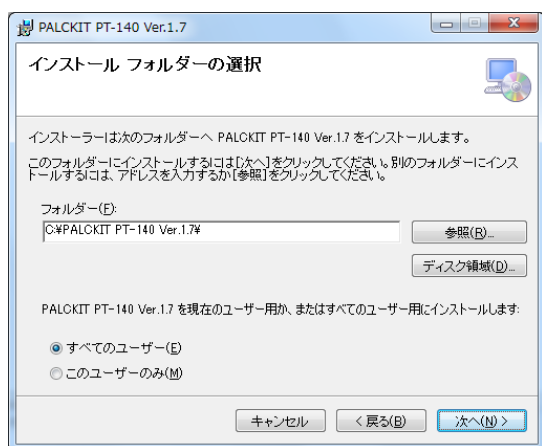 PALCKIT PT-140 Ver.1.7
インストール フォルダーの選択
インストーラーは次のフォルダーへ PALCKIT PT-140 Ver.1.7 をインストールします。
このフォルダーにインストールするには[次へ]をクリックしてください。別のフォルダーにインス
トールするには、アドレスを入力するか[参照]をクリックしてください。
フォルダー(F):
C:¥PALCKIT PT-140 Ver.1.7¥
参照(R)...
ディスク領域(D)...
PALCKIT PT-140 Ver.1.7 を現在のユーザー用か、またはすべてのユーザー用にインストールします:
すべてのユーザー(E)
このユーザーのみ(M)
キャンセル
< 戻る(B)
次へ(N) >